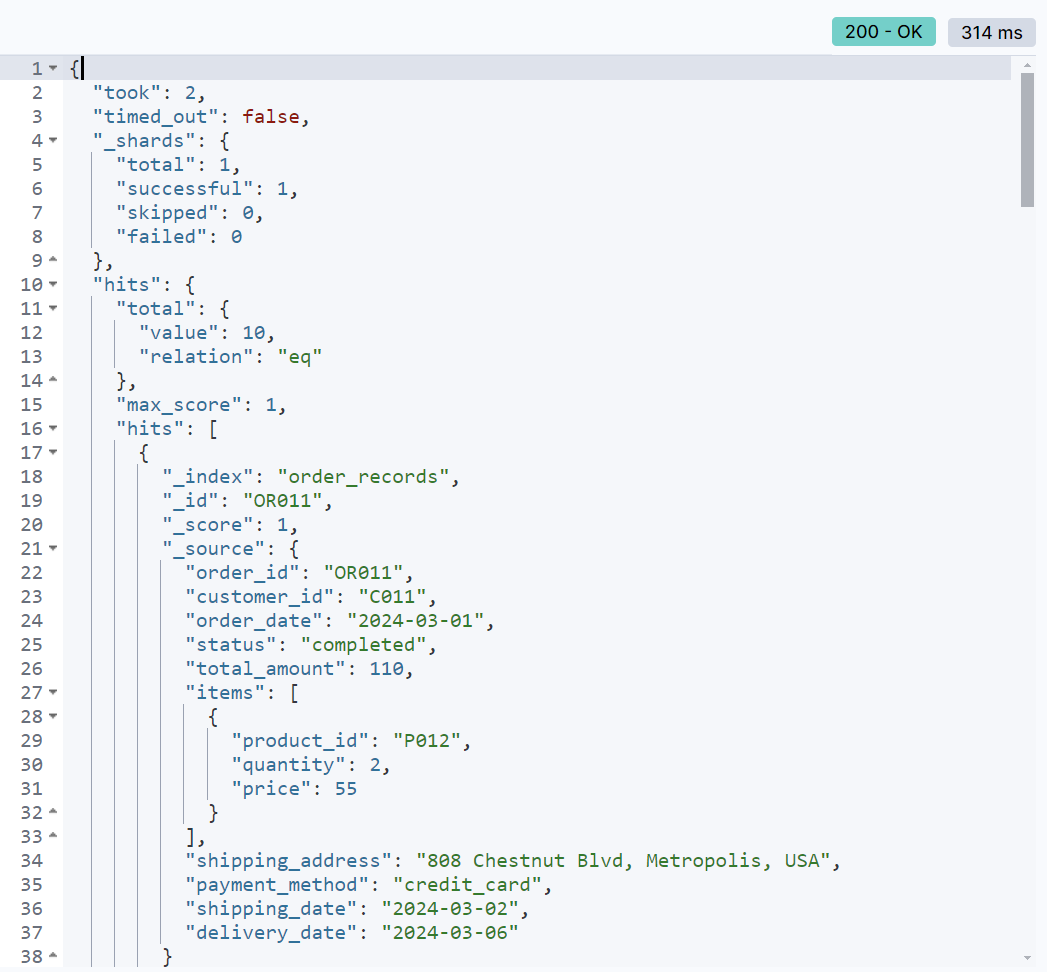 200 - OK 314 ms
1 {
2 "took": 2,
3 "timed_out": false,
4 "_shards": {
5 "total": 1,
6 "successful": 1,
7 "skipped": 0,
8 "failed": 0
9 },
10 "hits": {
11 "total": {
12 "value": 10,
13 "relation": "eq"
14 },
15 "max_score": 1,
16 "hits": [
17 {
18 "_index": "order_records",
19 "_id": "OR011",
20 "_score": 1,
21 "_source": {
22 "order_id": "OR011",
23 "customer_id": "C011",
24 "order_date": "2024-03-01",
25 "status": "completed",
26 "total_amount": 110,
27 "items": [
28 {
29 "product_id": "P012",
30 "quantity": 2,
31 "price": 55
32 }
33 ],
34 "shipping_address": "808 Chestnut Blvd, Metropolis, USA",
35 "payment_method": "credit_card",
36 "shipping_date": "2024-03-02",
37 "delivery_date": "2024-03-06"
38 }